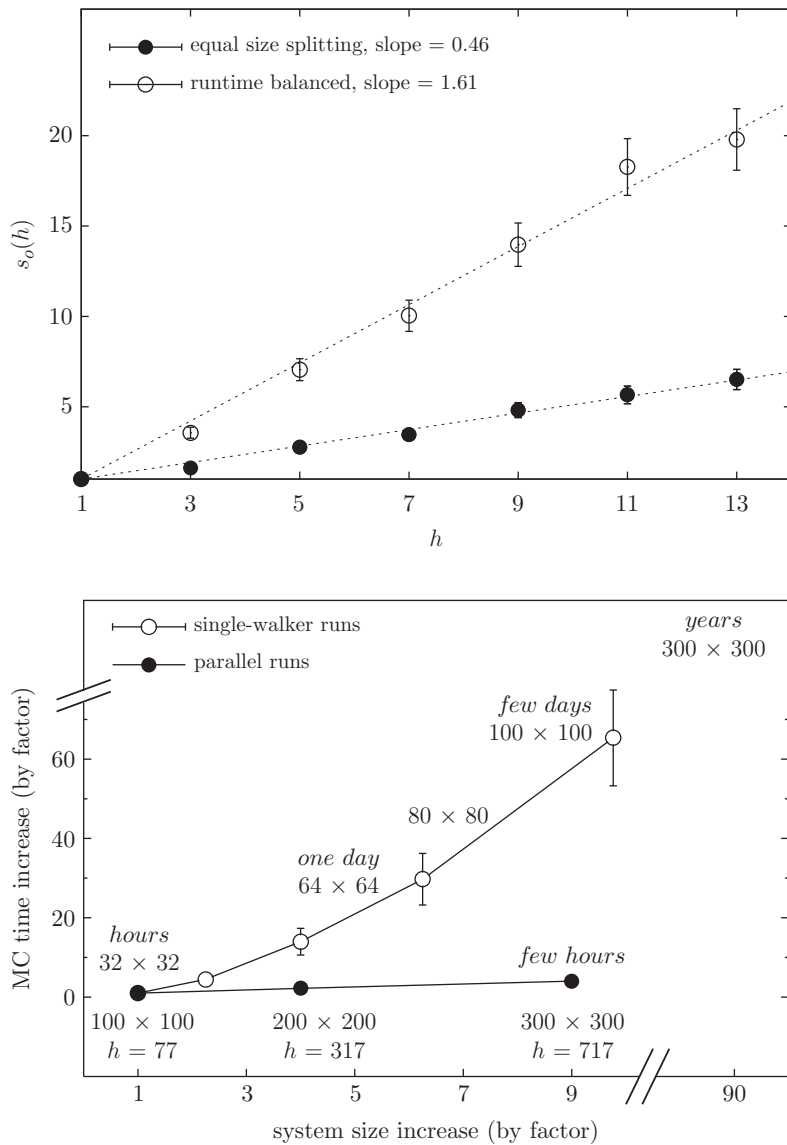 equal size splitting, slope = 0.46
runtime balanced, slope = 1.61
20
15
10
5
s_o(h)
1 3 5 7 9 11 13
h
single-walker runs
parallel runs
years
300 × 300
few days
100 × 100
80 × 80
one day
64 × 64
hours
32 × 32
few hours
60
40
20
0
MC time increase (by factor)
100 × 100 200 × 200 300 × 300
h = 77 h = 317 h = 717
1 3 5 7 9 90
system size increase (by factor)